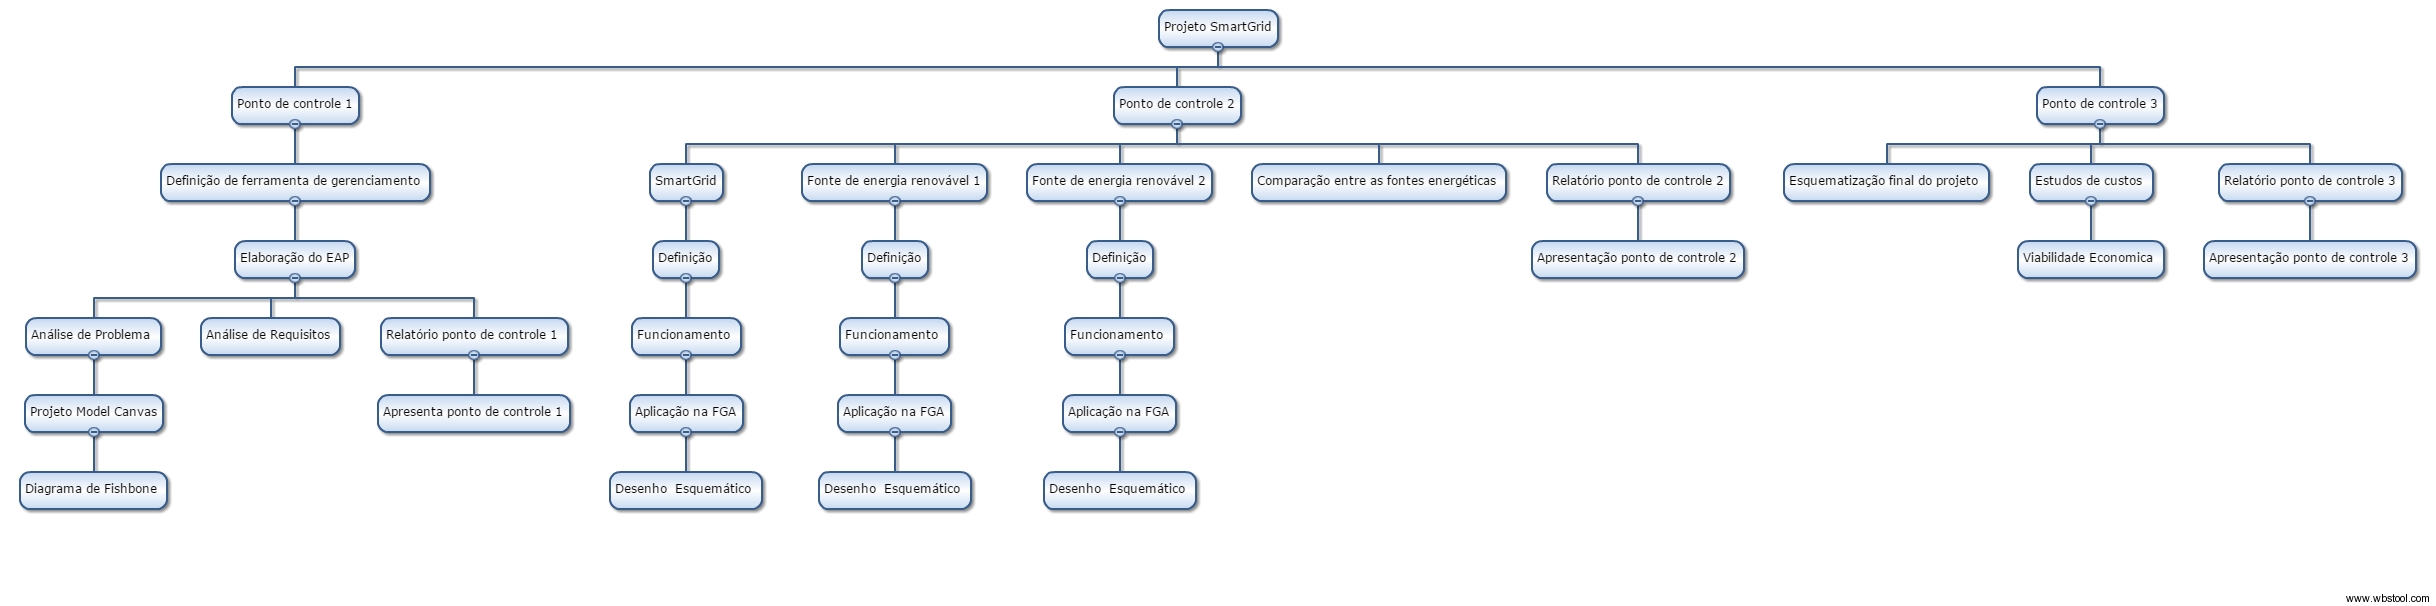 Projeto SmartGrid
Ponto de controle 1
Ponto de controle 2
Ponto de controle 3
Definição de ferramenta de gerenciamento
SmartGrid
Fonte de energia renovável 1
Fonte de energia renovável 2
Comparação entre as fontes energéticas
Relatório ponto de controle 2
Esquematização final do projeto
Estudos de custos
Relatório ponto de controle 3
Elaboração do EAP
Definição
Definição
Definição
Apresentação ponto de controle 2
Viabilidade Economica
Apresentação ponto de controle 3
Análise de Problema
Análise de Requisitos
Relatório ponto de controle 1
Funcionamento
Funcionamento
Funcionamento
Projeto Model Canvas
Apresenta ponto de controle 1
Aplicação na FGA
Aplicação na FGA
Aplicação na FGA
Diagrama de Fishbone
Desenho  Esquemático
Desenho  Esquemático
Desenho  Esquemático
www.wbstool.com